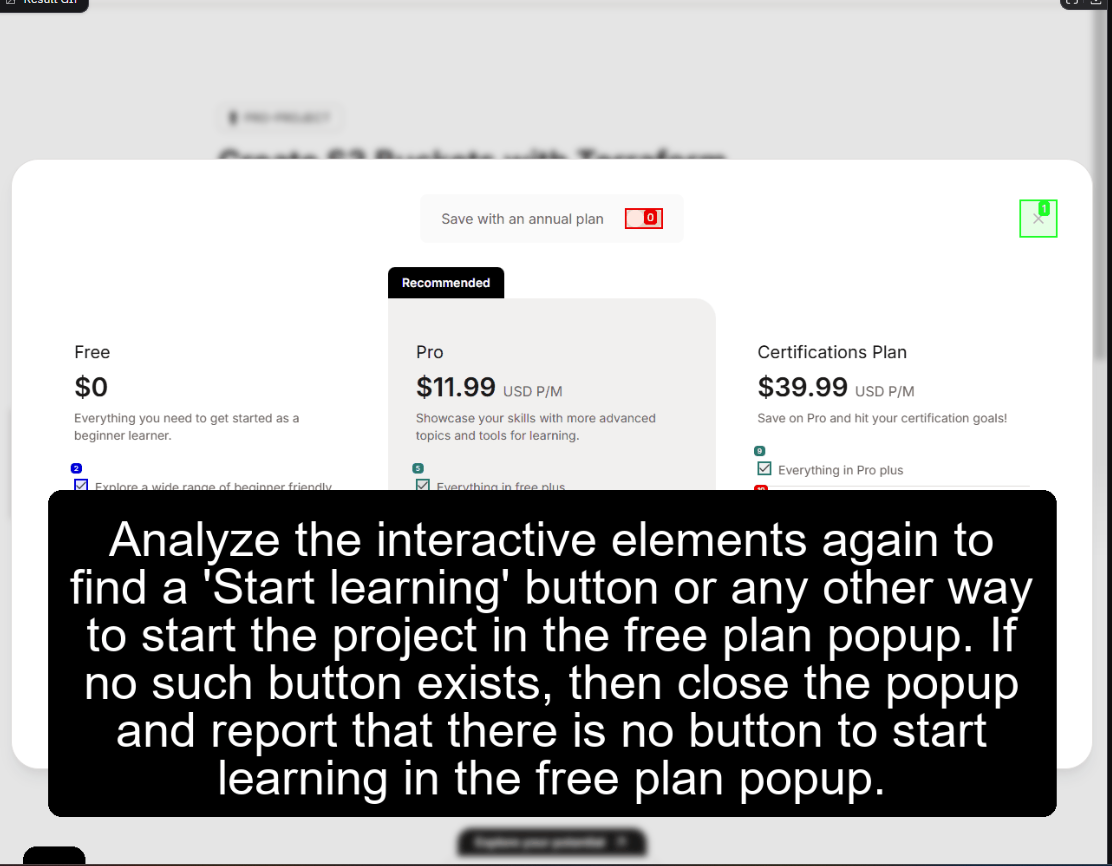 Result GIF
PRO-PROJECT
Create S3 Buckets with Terraform
Save with an annual plan
0
1
Recommended
Free
$0
Everything you need to get started as a
beginner learner.
2
Explore a wide range of beginner friendly
Pro
$11.99 USD P/M
Showcase your skills with more advanced
topics and tools for learning.
5
Everything in free plus
Certifications Plan
$39.99 USD P/M
Save on Pro and hit your certification goals!
9
Everything in Pro plus
10
Analyze the interactive elements again to
find a 'Start learning' button or any other way
to start the project in the free plan popup. If
no such button exists, then close the popup
and report that there is no button to start
learning in the free plan popup.
Explore your potential